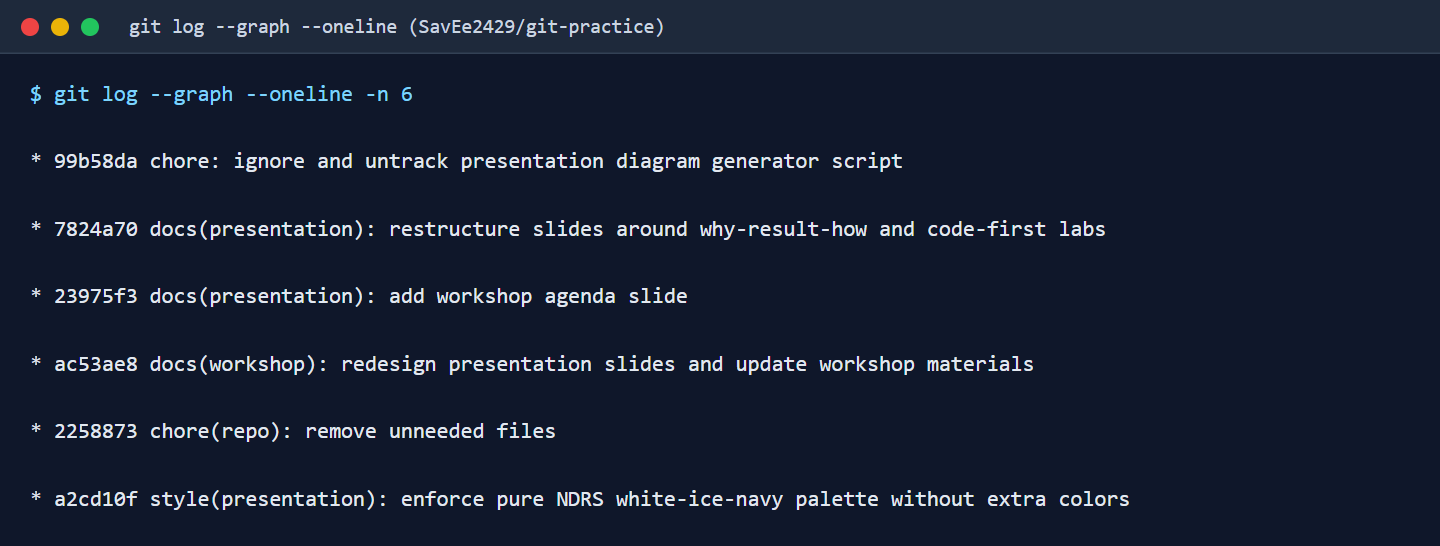 git log --graph --oneline (SavEe2429/git-practice)
$ git log --graph --oneline -n 6
* 99b58da chore: ignore and untrack presentation diagram generator script
* 7824a70 docs(presentation): restructure slides around why-result-how and code-first labs
* 23975f3 docs(presentation): add workshop agenda slide
* ac53ae8 docs(workshop): redesign presentation slides and update workshop materials
* 2258873 chore(repo): remove unneeded files
* a2cd10f style(presentation): enforce pure NDRS white-ice-navy palette without extra colors